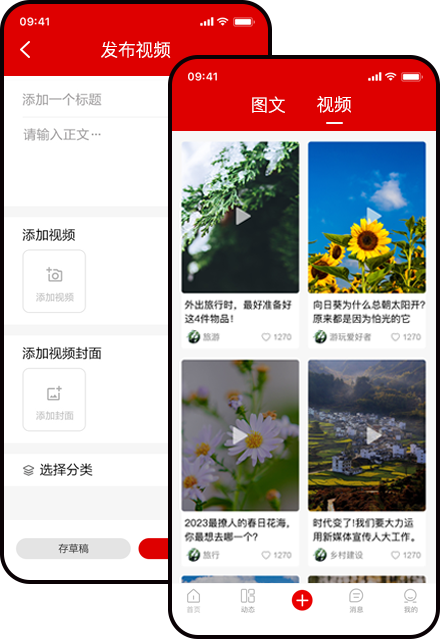 09:41
发布视频
添加一个标题
请输入正文···
添加视频
添加视频
添加视频封面
添加封面
选择分类
存草稿
09:41
图文 视频
外出旅行时，最好准备好
这4件物品！
旅游 1270
向日葵为什么总朝太阳开?
原来都是因为怕光的它
游玩爱好者 1270
2023最撩人的春日花海，
你最想去哪一个?
旅行 1270
时代变了!我们要大力运
用新媒体宣传人大工作。
乡村建设 1270
首页 动态 消息 我的